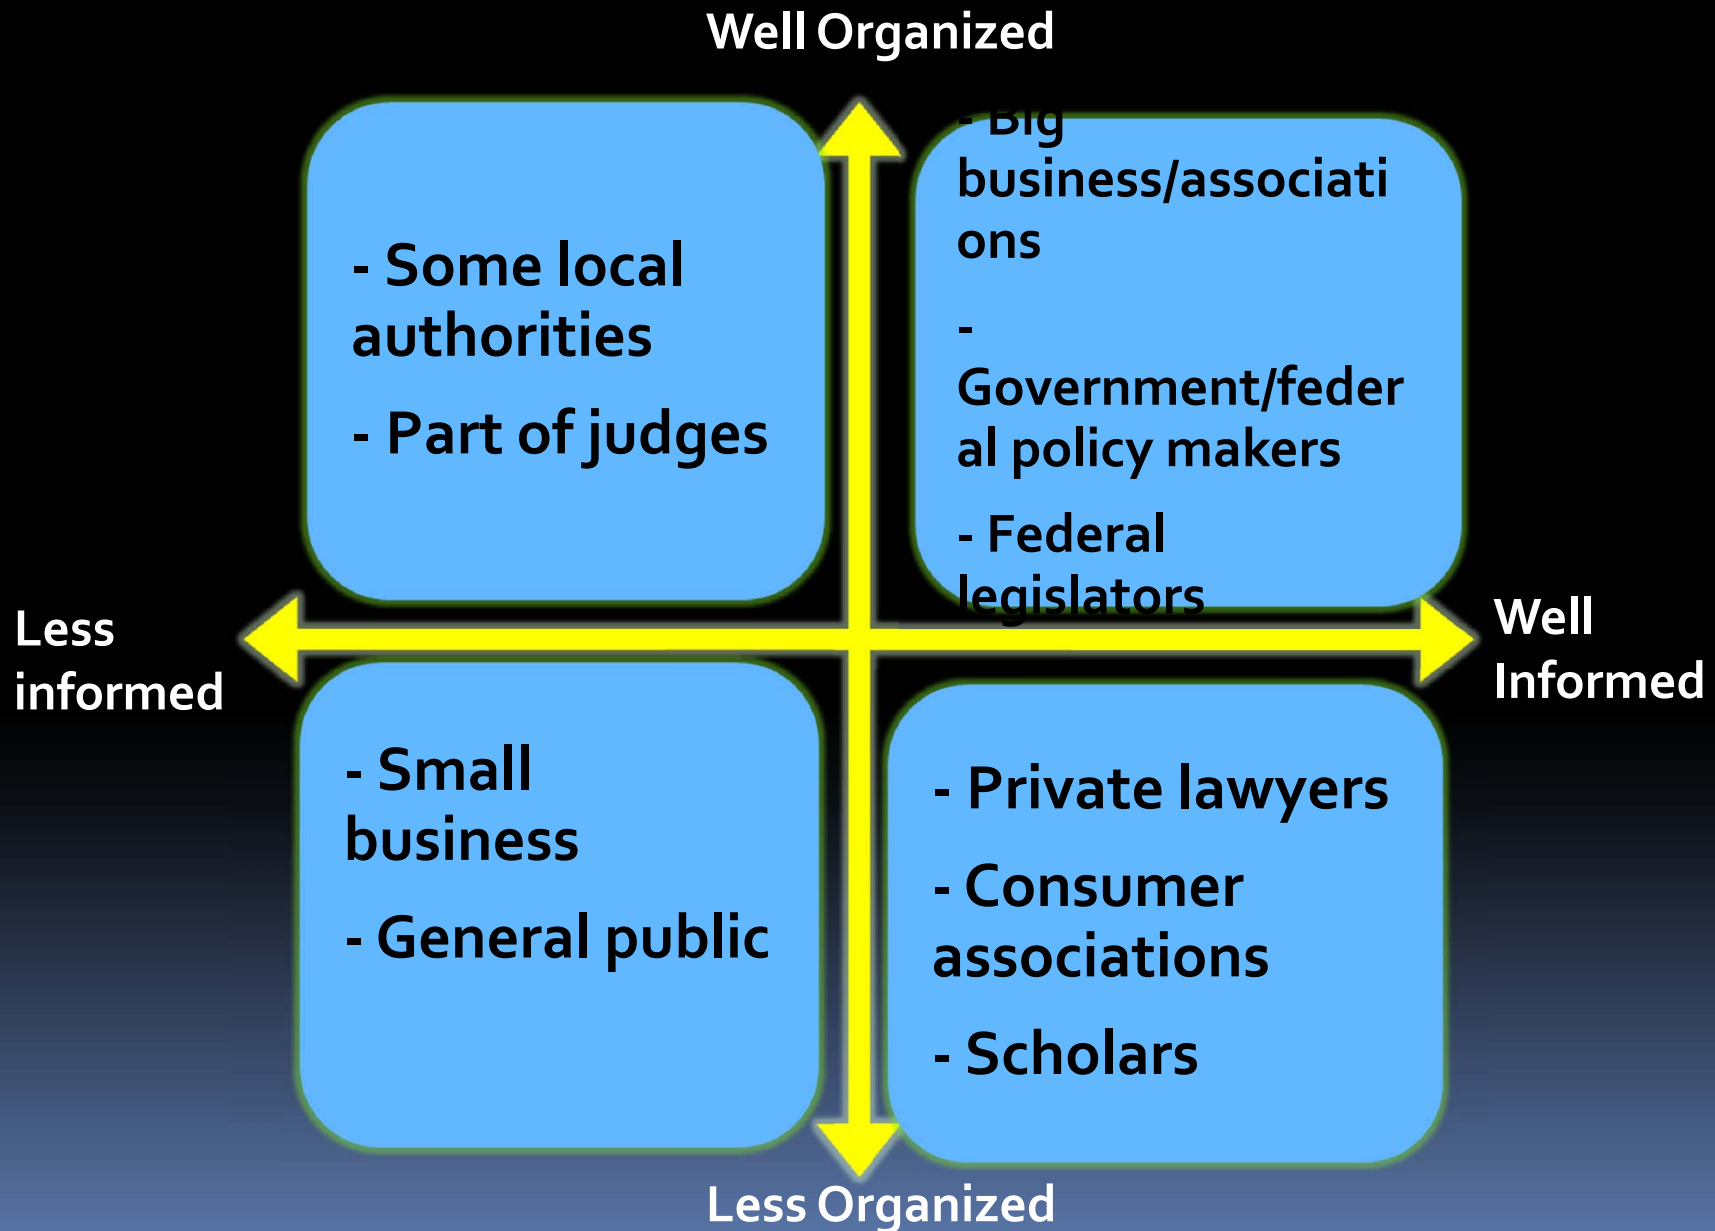 Well Organized
- Some local
authorities
- Part of judges
- Big
business/associati
ons
-
Government/feder
al policy makers
- Federal
legislators
Less
informed
Well
Informed
- Small
business
- General public
- Private lawyers
- Consumer
associations
- Scholars
Less Organized